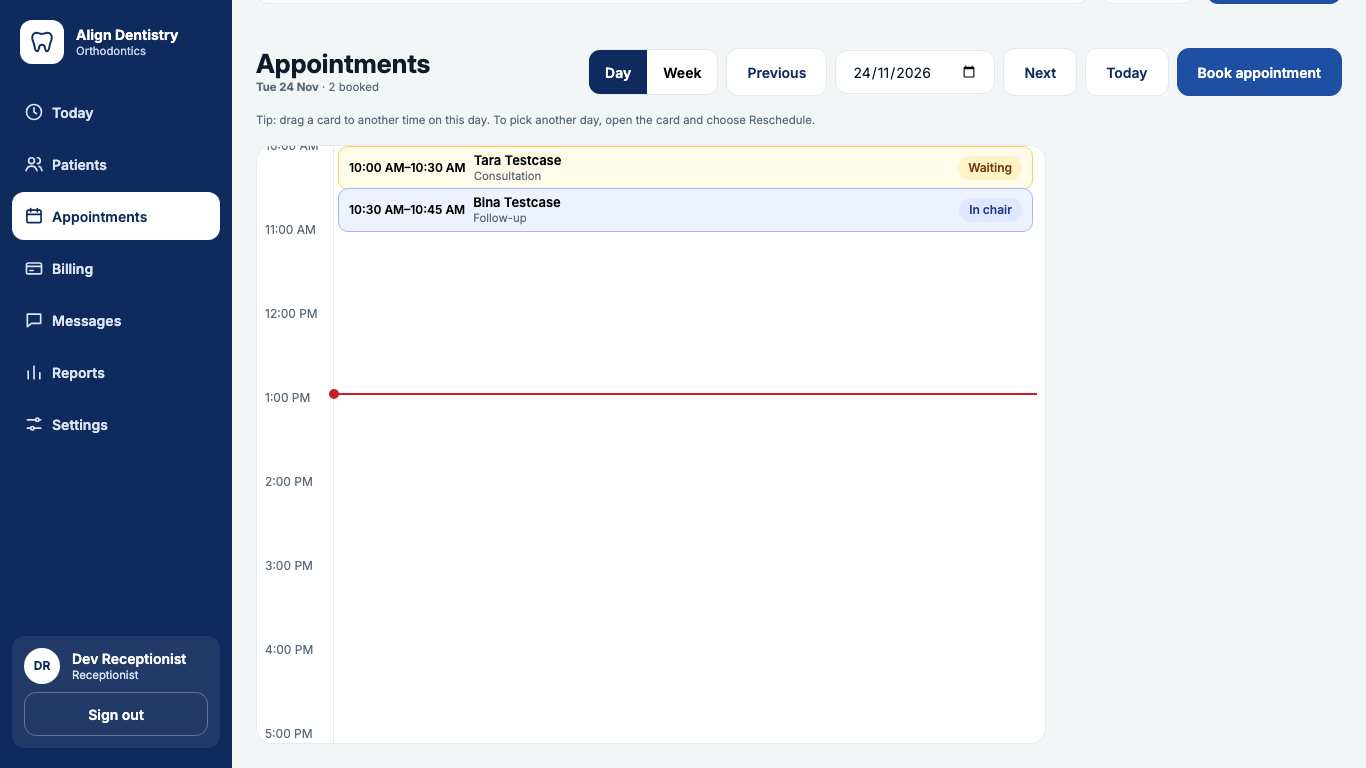 Align Dentistry
Orthodontics
Today
Patients
Appointments
Billing
Messages
Reports
Settings
DR
Dev Receptionist
Receptionist
Sign out
Appointments
Tue 24 Nov · 2 booked
Day
Week
Previous
24/11/2026
Next
Today
Book appointment
Tip: drag a card to another time on this day. To pick another day, open the card and choose Reschedule.
10:00 AM
10:00 AM–10:30 AM
Tara Testcase
Consultation
Waiting
10:30 AM–10:45 AM
Bina Testcase
Follow-up
In chair
11:00 AM
12:00 PM
1:00 PM
2:00 PM
3:00 PM
4:00 PM
5:00 PM